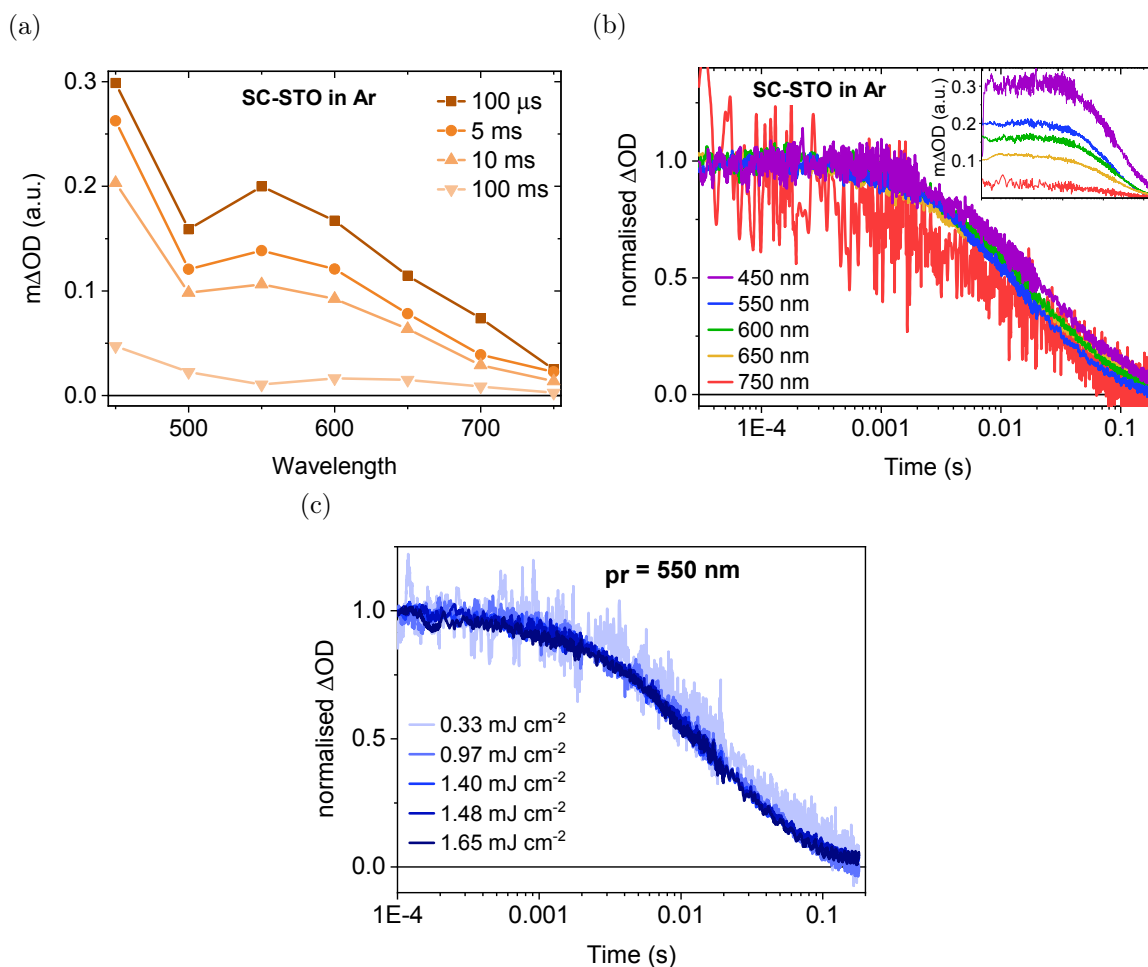 (a)
SC-STO in Ar
100 μs
5 ms
10 ms
100 ms
mΔOD (a.u.)
0.3
0.2
0.1
0.0
500
600
700
Wavelength
(b)
SC-STO in Ar
normalised ΔOD
1.0
0.5
0.0
450 nm
550 nm
600 nm
650 nm
750 nm
mΔOD (a.u.)
0.3
0.2
0.1
1E-4
0.001
0.01
0.1
Time (s)
(c)
pr = 550 nm
normalised ΔOD
1.0
0.5
0.0
0.33 mJ cm⁻²
0.97 mJ cm⁻²
1.40 mJ cm⁻²
1.48 mJ cm⁻²
1.65 mJ cm⁻²
1E-4
0.001
0.01
0.1
Time (s)